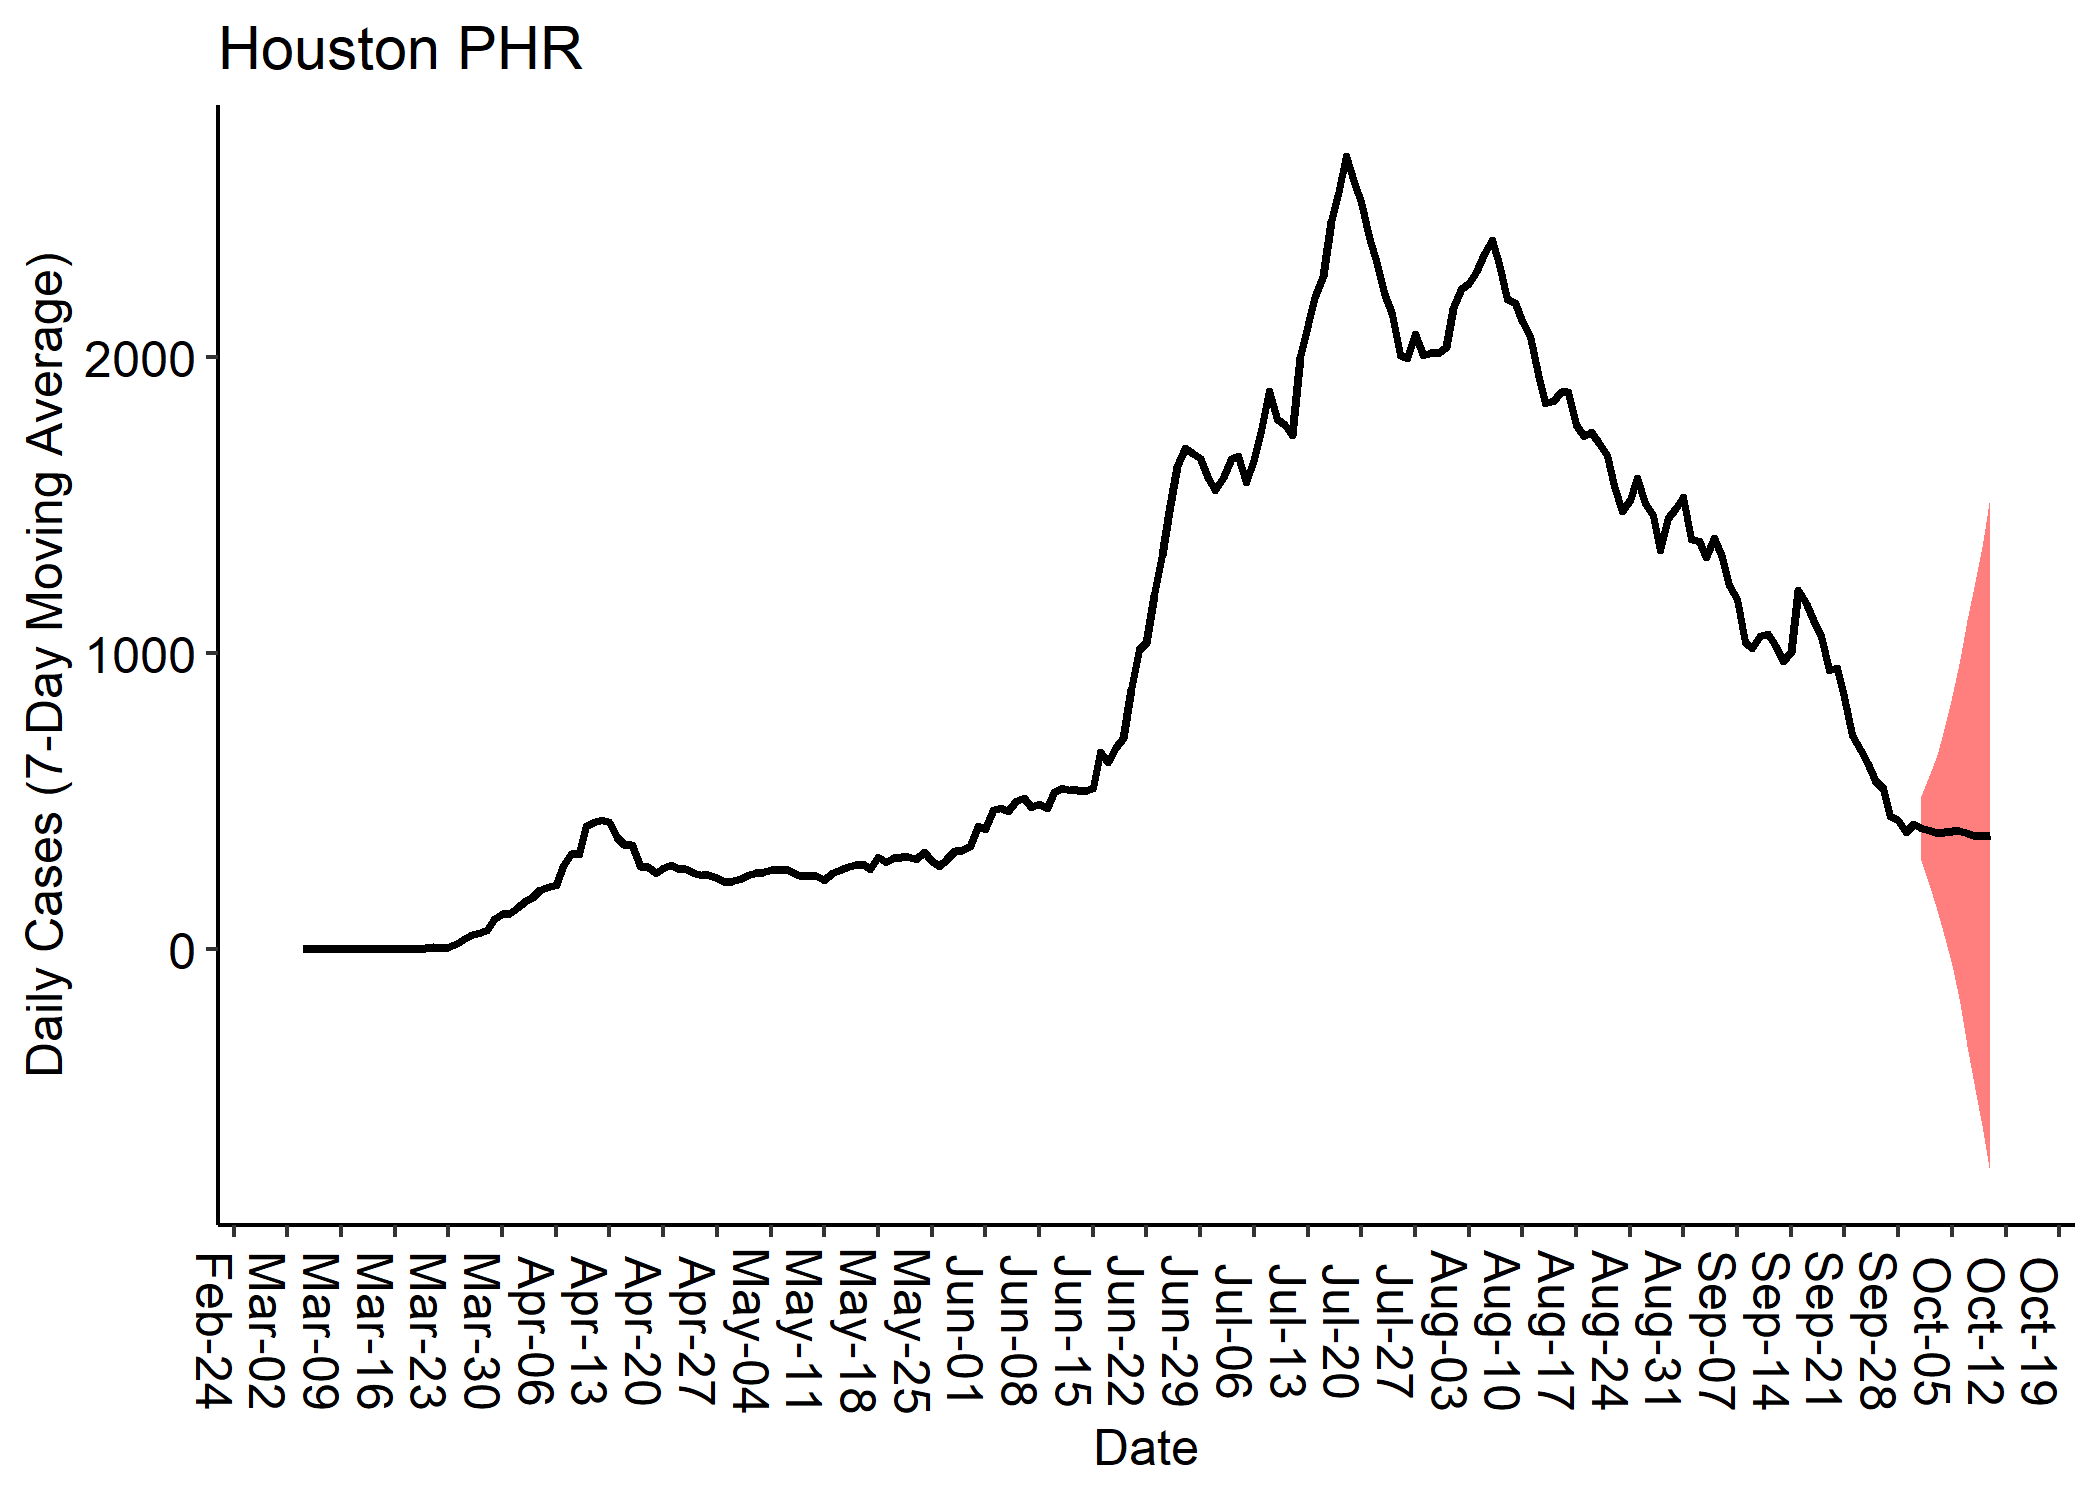 Houston PHR
Daily Cases (7-Day Moving Average)
2000
1000
0
Feb-24
Mar-02
Mar-09
Mar-16
Mar-23
Mar-30
Apr-06
Apr-13
Apr-20
Apr-27
May-04
May-11
May-18
May-25
Jun-01
Jun-08
Jun-15
Jun-22
Jun-29
Jul-06
Jul-13
Jul-20
Jul-27
Aug-03
Aug-10
Aug-17
Aug-24
Aug-31
Sep-07
Sep-14
Sep-21
Sep-28
Oct-05
Oct-12
Oct-19
Date